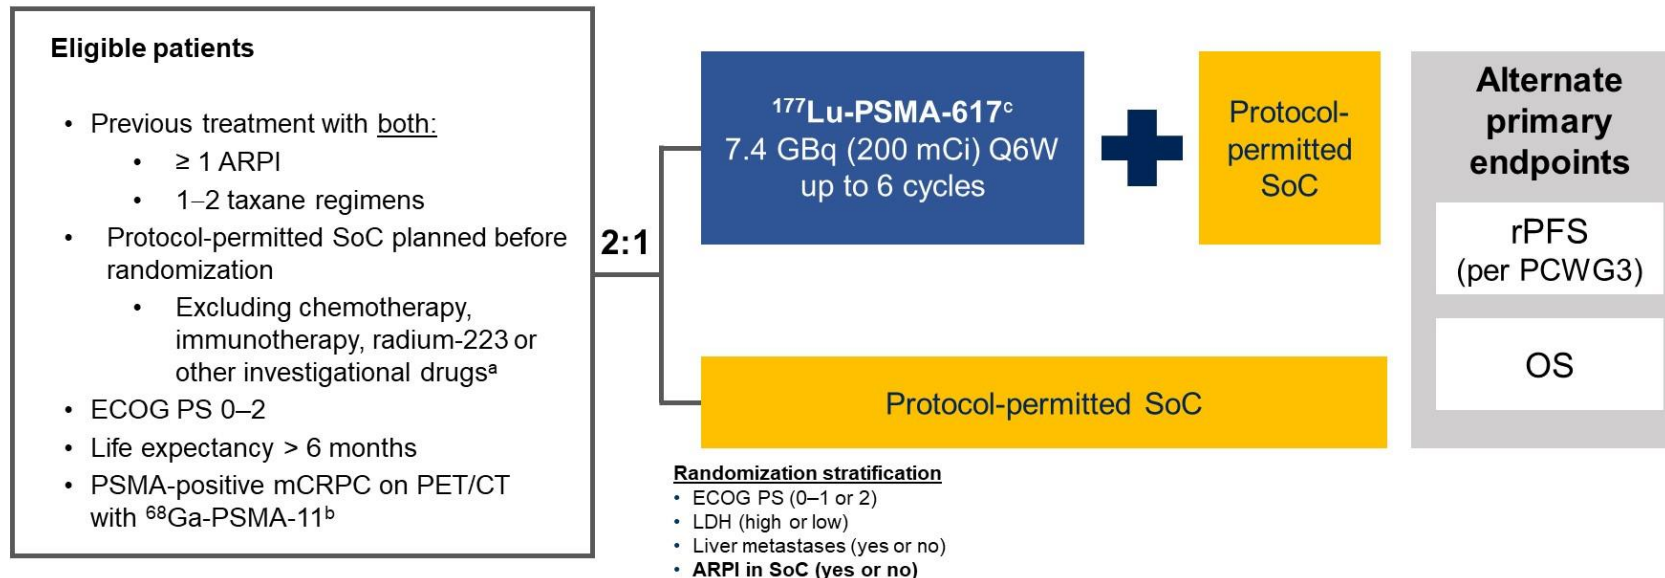 Eligible patients
• Previous treatment with both:
• ≥ 1 ARPI
• 1–2 taxane regimens
• Protocol-permitted SoC planned before
randomization
• Excluding chemotherapy,
immunotherapy, radium-223 or
other investigational drugsᵃ
• ECOG PS 0–2
• Life expectancy > 6 months
• PSMA-positive mCRPC on PET/CT
with ⁶⁸Ga-PSMA-11ᵇ
2:1
¹⁷⁷Lu-PSMA-617ᶜ
7.4 GBq (200 mCi) Q6W
up to 6 cycles
Protocol-
permitted
SoC
Protocol-permitted SoC
Randomization stratification
• ECOG PS (0–1 or 2)
• LDH (high or low)
• Liver metastases (yes or no)
• ARPI in SoC (yes or no)
Alternate
primary
endpoints
rPFS
(per PCWG3)
OS